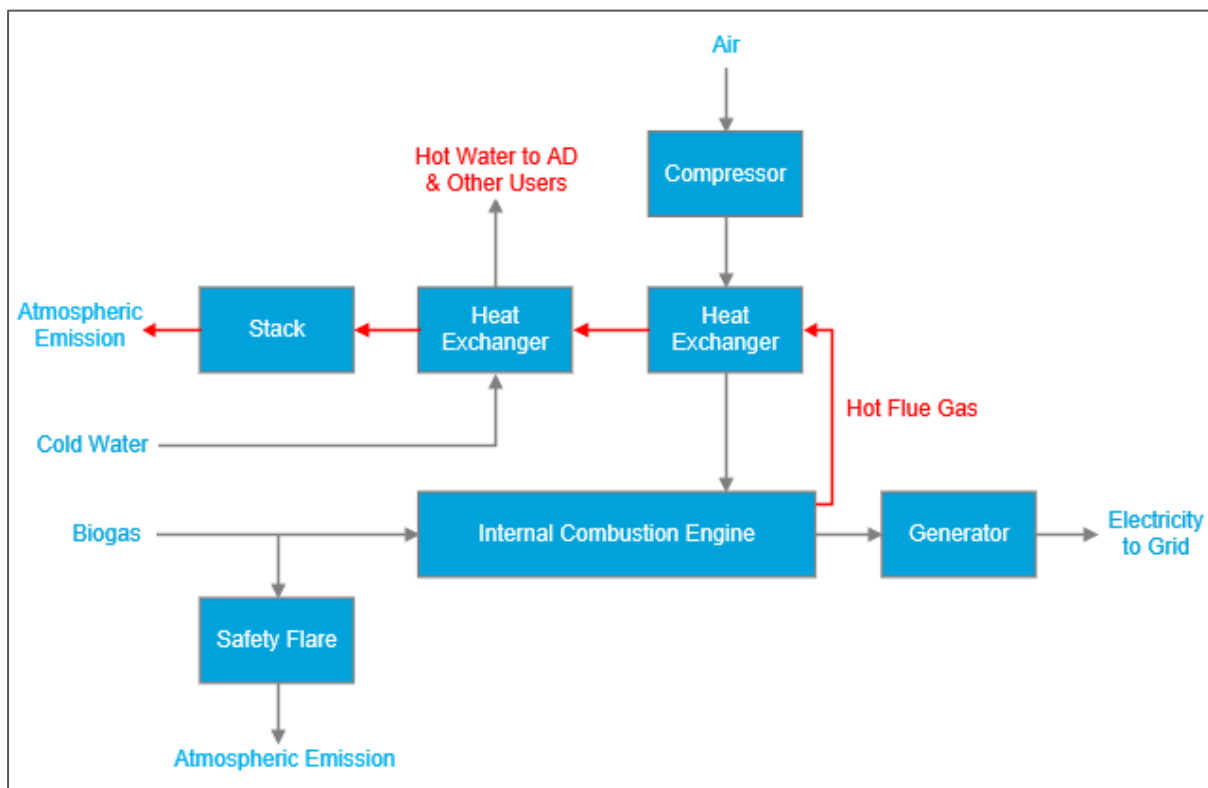 Air
Compressor
Hot Water to AD
& Other Users
Atmospheric
Emission
Stack
Heat
Exchanger
Heat
Exchanger
Hot Flue Gas
Cold Water
Biogas
Internal Combustion Engine
Generator
Electricity
to Grid
Safety Flare
Atmospheric Emission